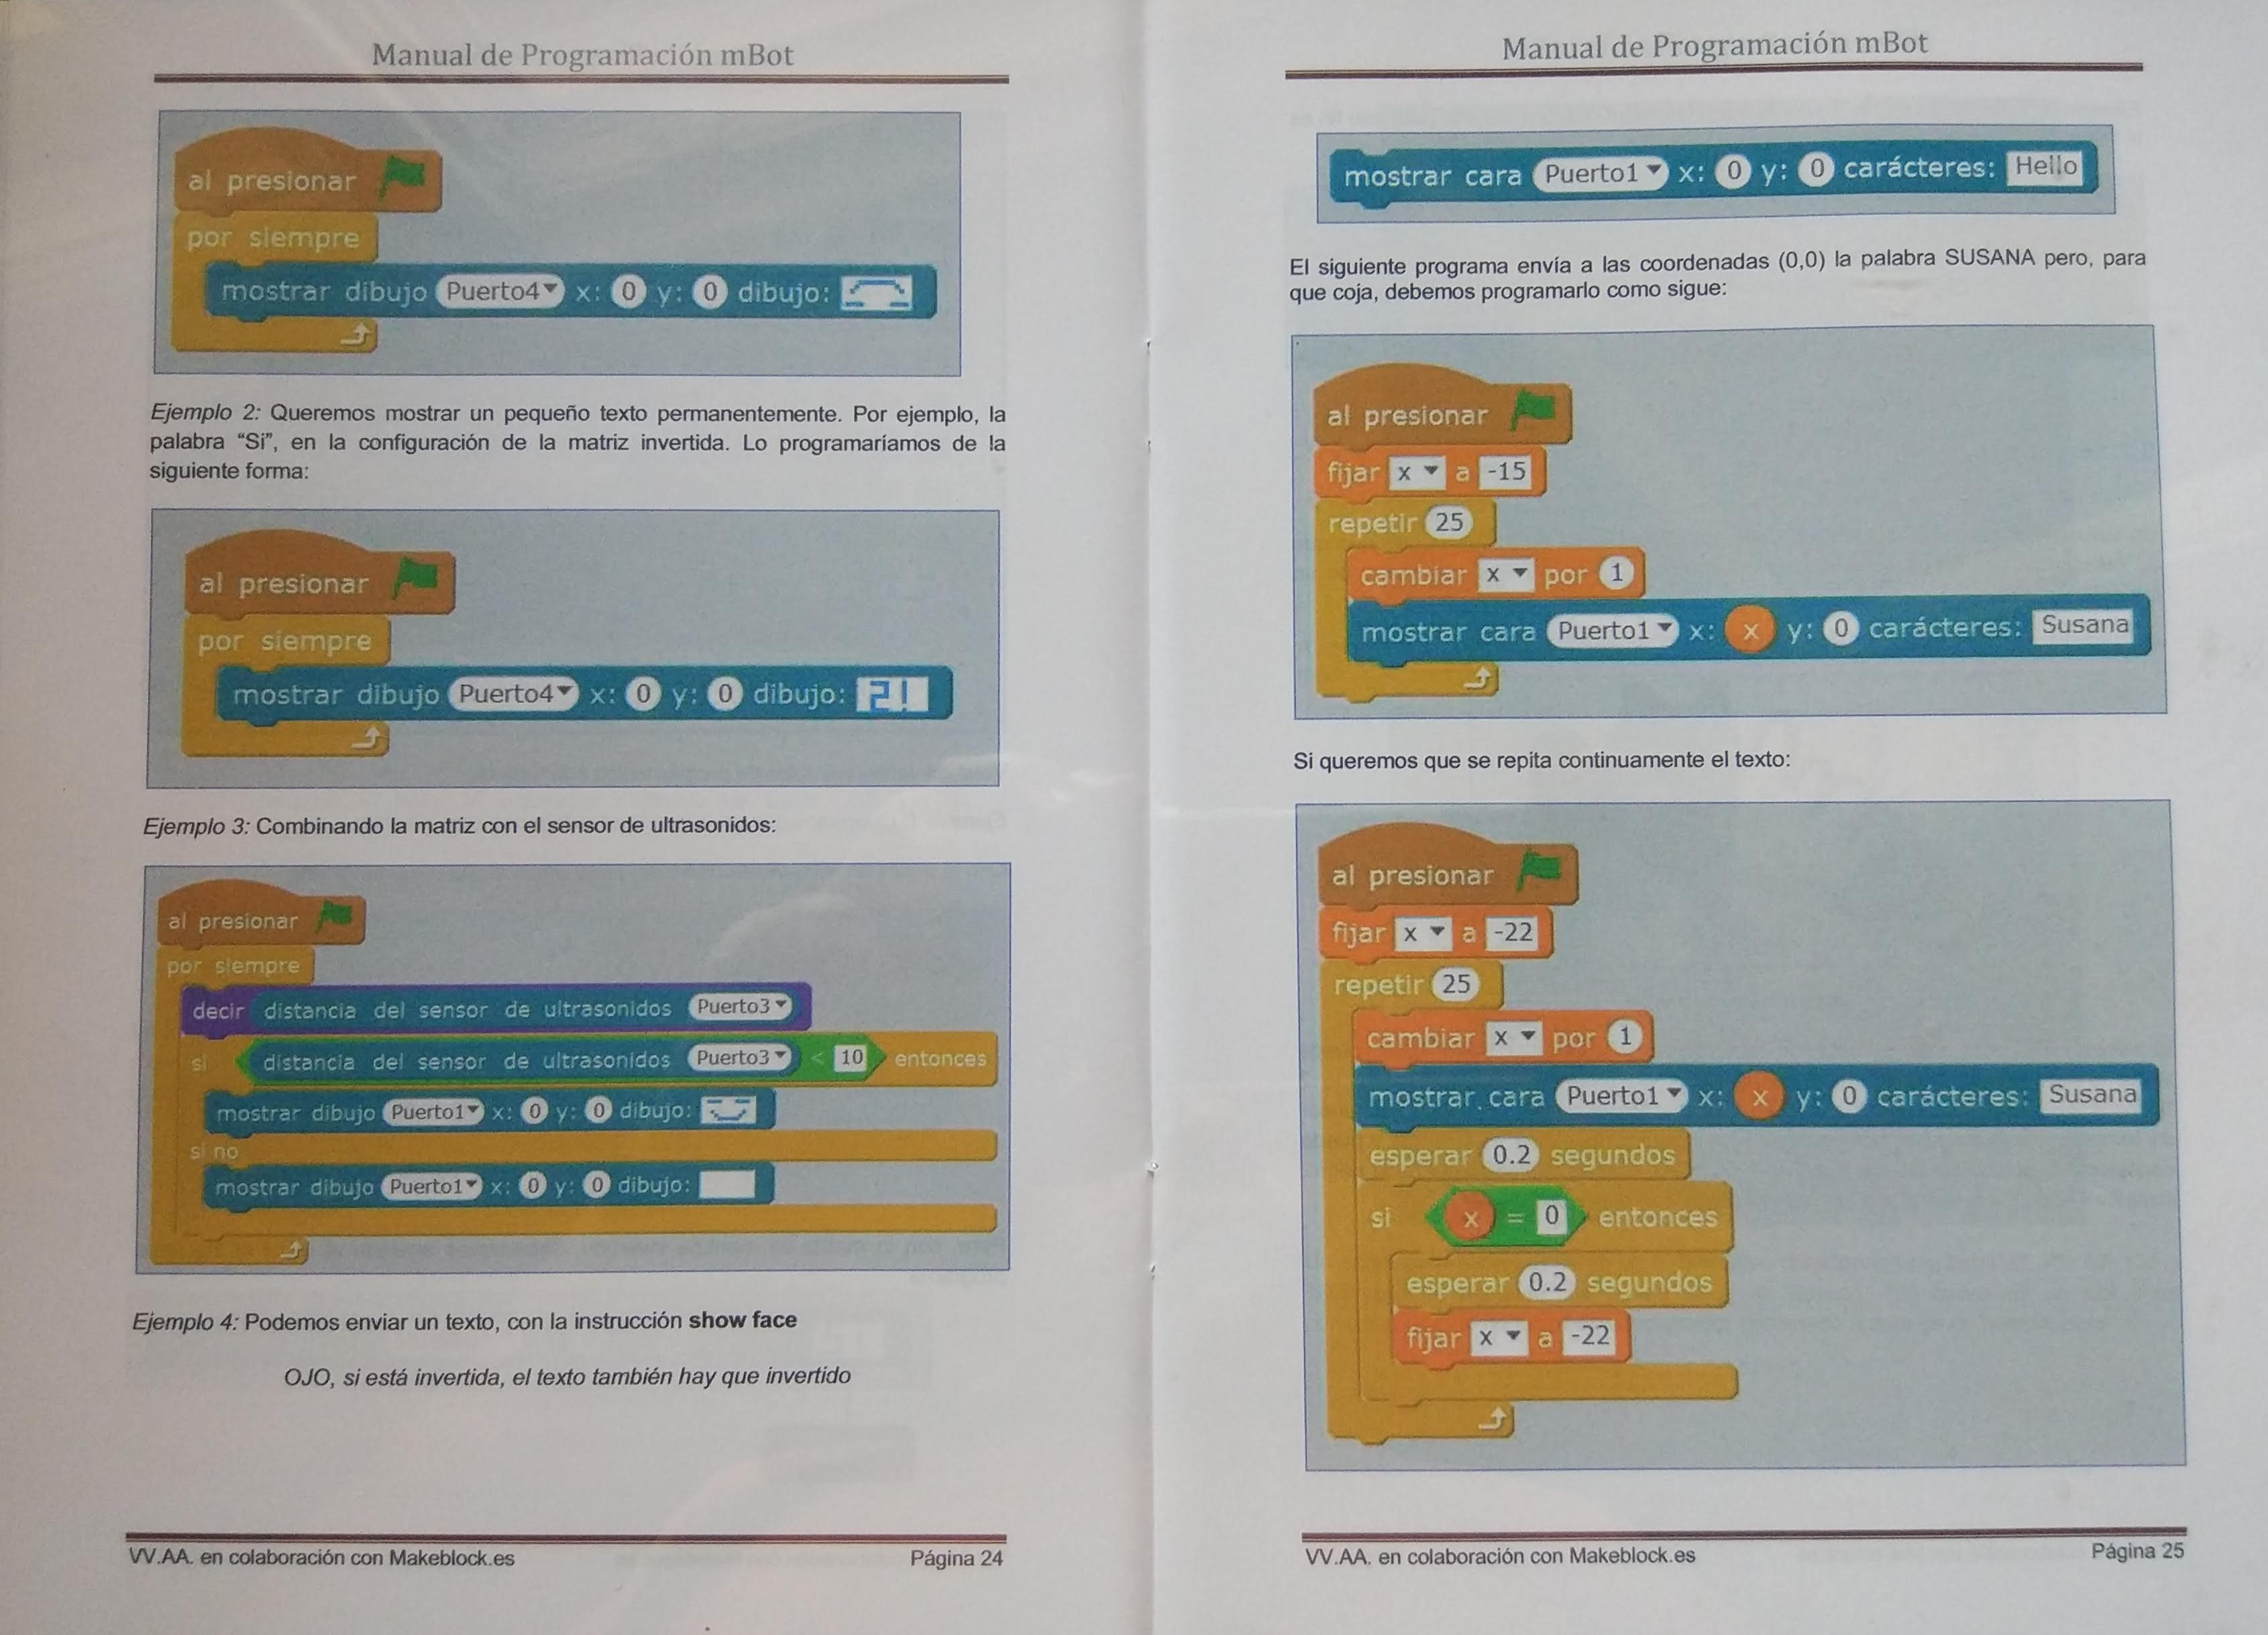 Manual de Programación mBot
al presionar
por siempre
mostrar dibujo Puerto4 x: 0 y: 0 dibujo:
Ejemplo 2: Queremos mostrar un pequeño texto permanentemente. Por ejemplo, la
palabra “Si”, en la configuración de la matriz invertida. Lo programaríamos de la
siguiente forma:
al presionar
por siempre
mostrar dibujo Puerto4 x: 0 y: 0 dibujo:
Ejemplo 3: Combinando la matriz con el sensor de ultrasonidos:
al presionar
por siempre
decir distancia del sensor de ultrasonidos Puerto3
si distancia del sensor de ultrasonidos Puerto3 < 10 entonces
mostrar dibujo Puerto1 x: 0 y: 0 dibujo:
si no
mostrar dibujo Puerto1 x: 0 y: 0 dibujo:
Ejemplo 4: Podemos enviar un texto, con la instrucción show face
OJO, si está invertida, el texto también hay que invertido
VV.AA. en colaboración con Makeblock.es
Página 24
Manual de Programación mBot
mostrar cara Puerto1 x: 0 y: 0 carácteres: Hello
El siguiente programa envía a las coordenadas (0,0) la palabra SUSANA pero, para
que coja, debemos programarlo como sigue:
al presionar
fijar x a -15
repetir 25
cambiar x por 1
mostrar cara Puerto1 x: x y: 0 carácteres: Susana
Si queremos que se repita continuamente el texto:
al presionar
fijar x a -22
repetir 25
cambiar x por 1
mostrar cara Puerto1 x: x y: 0 carácteres: Susana
esperar 0.2 segundos
si x = 0 entonces
esperar 0.2 segundos
fijar x a -22
VV.AA. en colaboración con Makeblock.es
Página 25